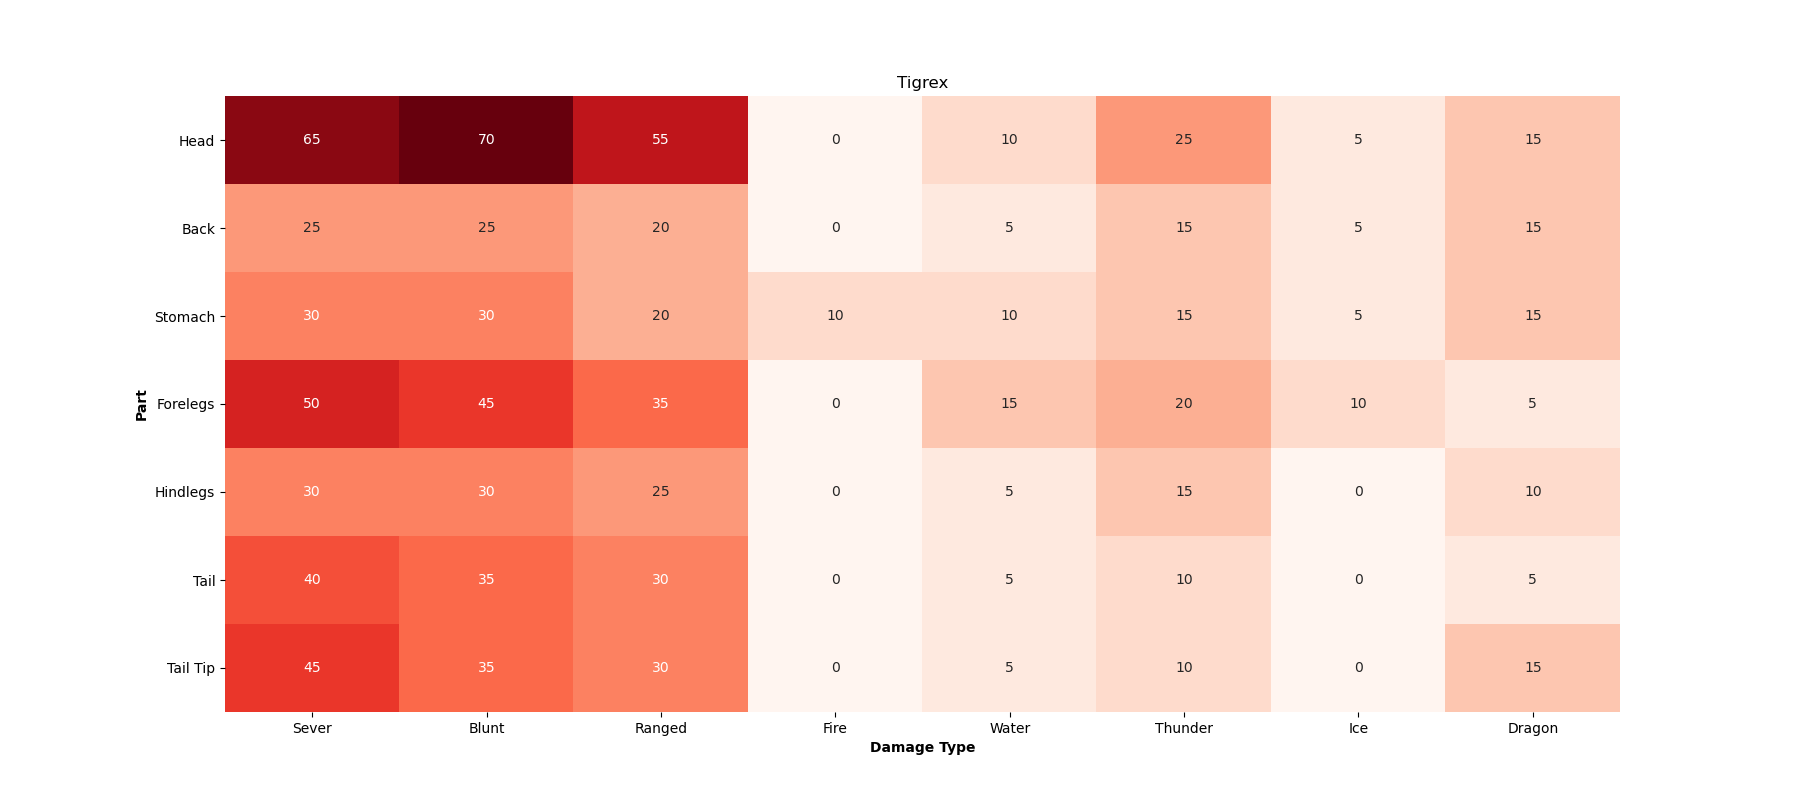 Tigrex
Part
Head 65 70 55 0 10 25 5 15
Back 25 25 20 0 5 15 5 15
Stomach 30 30 20 10 10 15 5 15
Forelegs 50 45 35 0 15 20 10 5
Hindlegs 30 30 25 0 5 15 0 10
Tail 40 35 30 0 5 10 0 5
Tail Tip 45 35 30 0 5 10 0 15
Sever Blunt Ranged Fire Water Thunder Ice Dragon
Damage Type